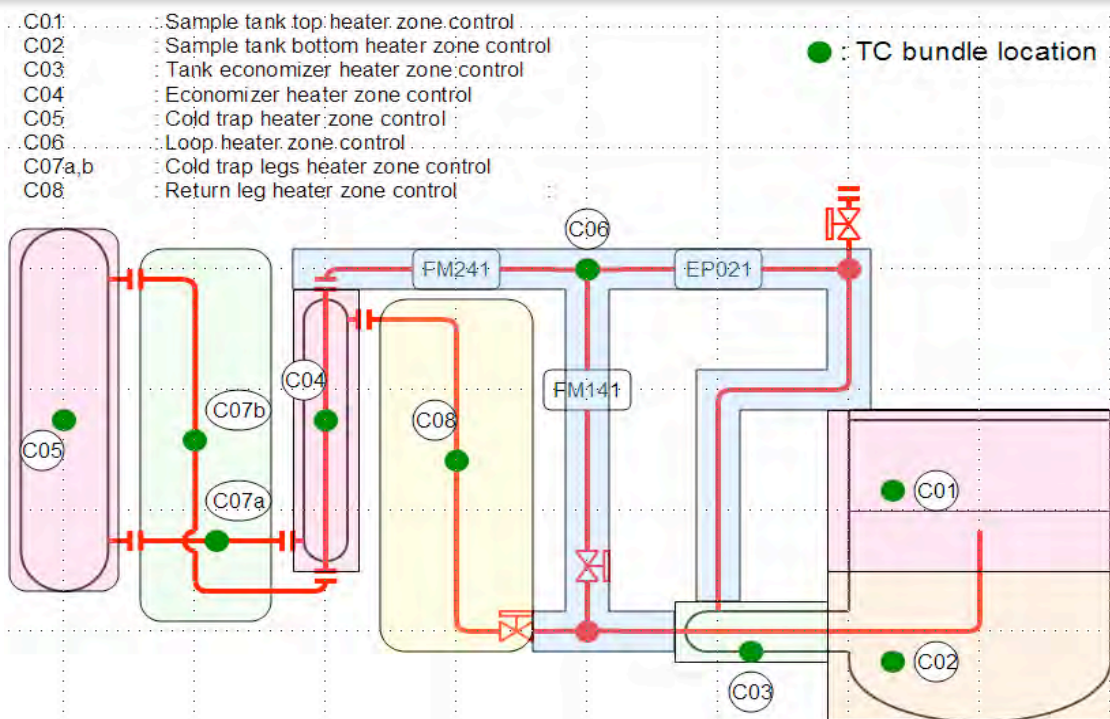 C01 : Sample tank top heater zone control
C02 : Sample tank bottom heater zone control
C03 : Tank economizer heater zone control
C04 : Economizer heater zone control
C05 : Cold trap heater zone control
C06 : Loop heater zone control
C07a,b : Cold trap legs heater zone control
C08 : Return leg heater zone control
: TC bundle location
C06
FM241
EP021
C04
FM141
C07b
C08
C05
C07a
C01
C02
C03